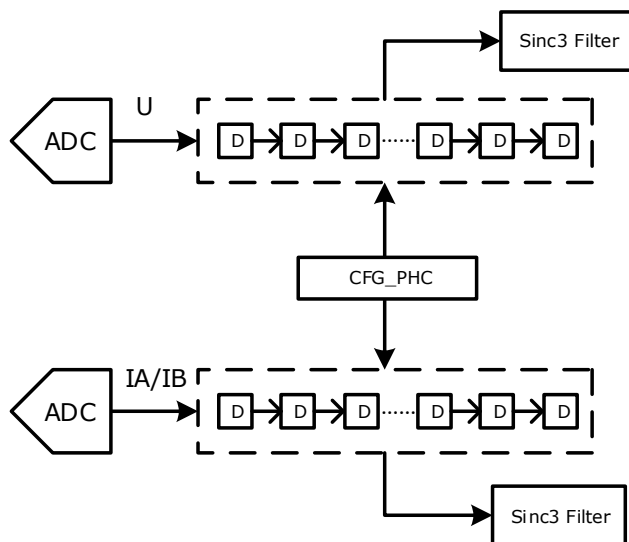 Sinc3 Filter
U
ADC
D D D ...... D D D
CFG_PHC
IA/IB
ADC
D D D ...... D D D
Sinc3 Filter